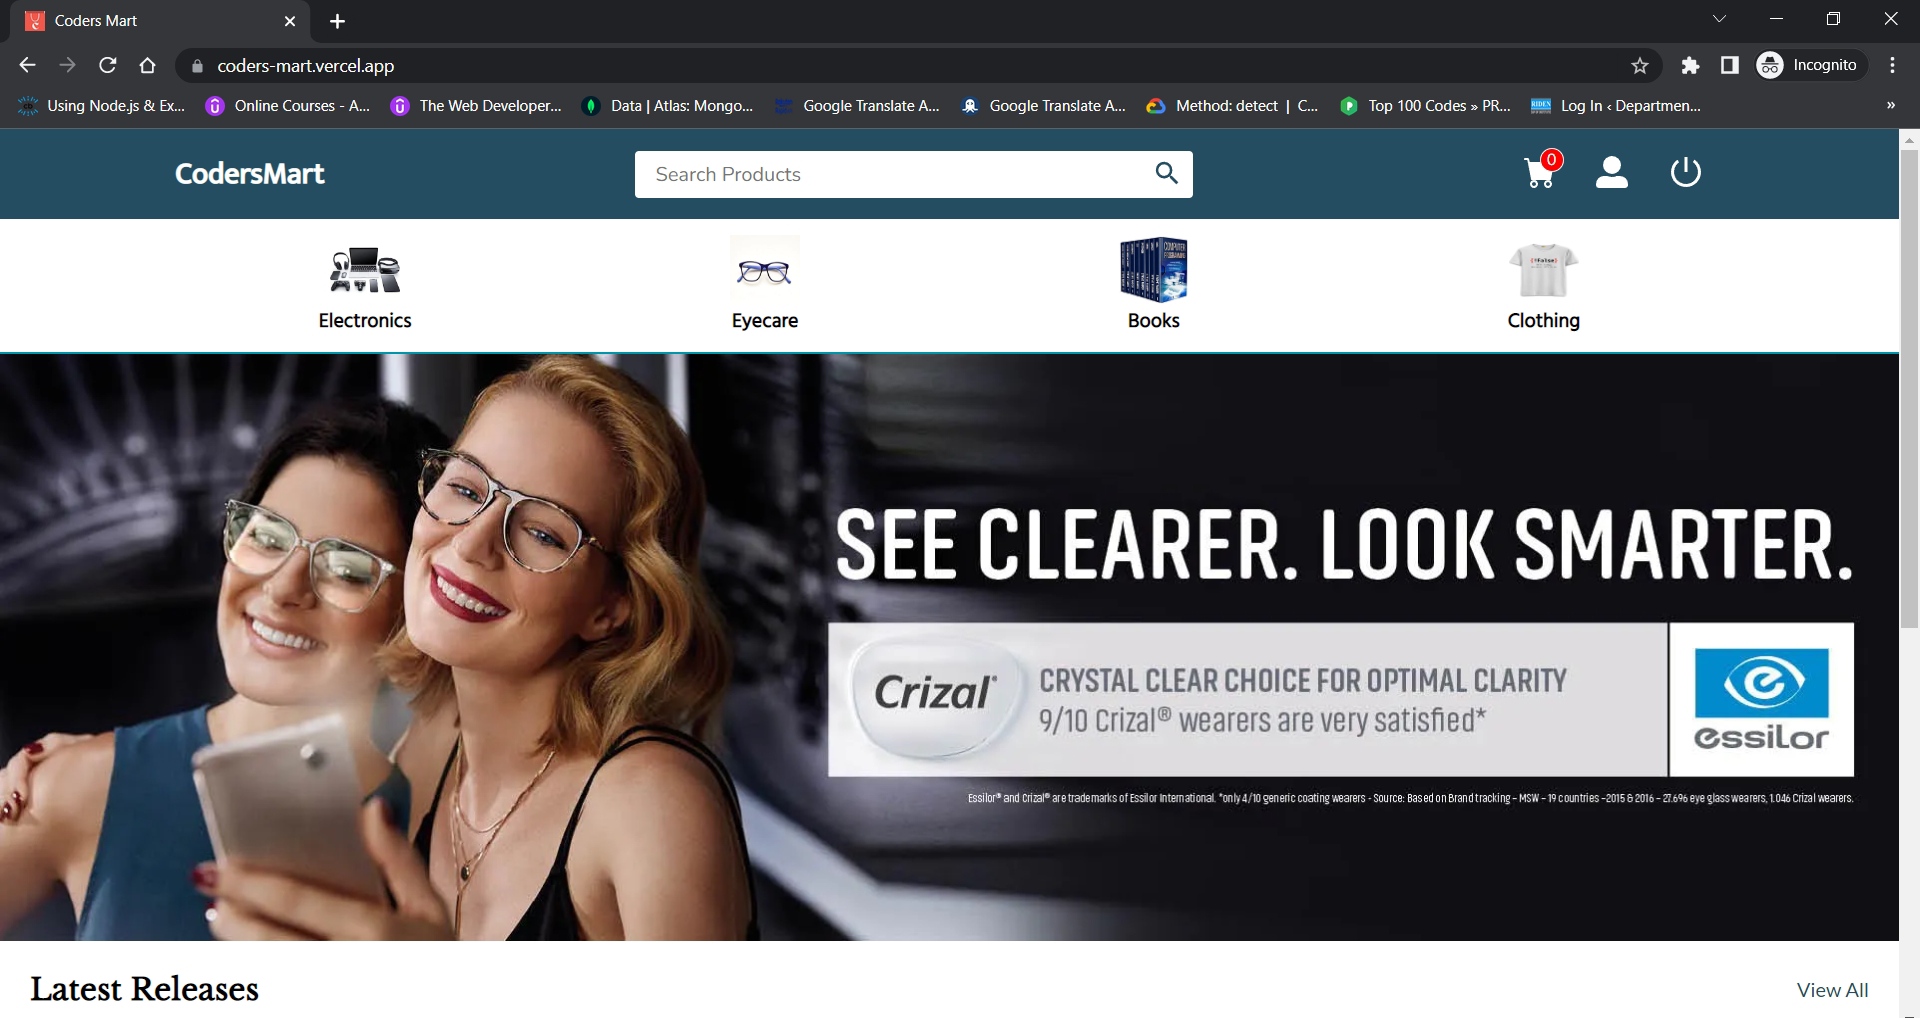 Coders Mart
coders-mart.vercel.app
Incognito
Using Node.js & Ex...
Online Courses - A...
The Web Developer...
Data | Atlas: Mongo...
Google Translate A...
Google Translate A...
Method: detect | C...
Top 100 Codes » PR...
Log In ‹ Departmen...
»
CodersMart
Search Products
0
Electronics
Eyecare
Books
Clothing
SEE CLEARER. LOOK SMARTER.
Crizal®
CRYSTAL CLEAR CHOICE FOR OPTIMAL CLARITY
9/10 Crizal® wearers are very satisfied*
essilor
Essilor® and Crizal® are trademarks of Essilor International. *only 4/10 generic coating wearers - Source: Based on Brand tracking – MSW – 19 countries –2015 & 2016 – 27.696 eye glass wearers, 1.046 Crizal wearers.
Latest Releases
View All